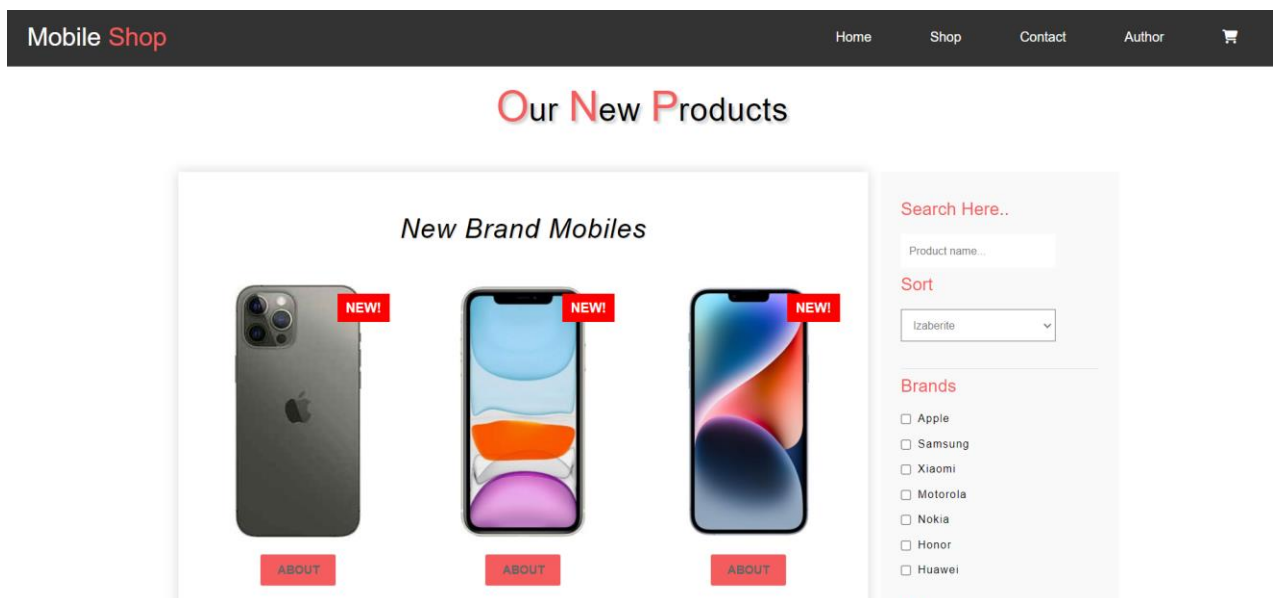 Mobile Shop
Home Shop Contact Author
Our New Products
New Brand Mobiles
NEW! NEW! NEW!
ABOUT ABOUT ABOUT
Search Here..
Product name...
Sort
Izaberite
Brands
Apple
Samsung
Xiaomi
Motorola
Nokia
Honor
Huawei